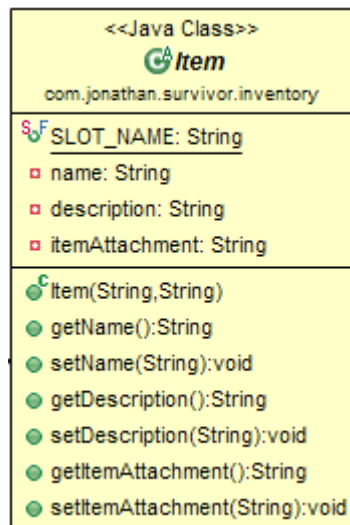 <<Java Class>>
Item
com.jonathan.survivor.inventory
SLOT_NAME: String
name: String
description: String
itemAttachment: String
Item(String,String)
getName():String
setName(String):void
getDescription():String
setDescription(String):void
getItemAttachment():String
setItemAttachment(String):void